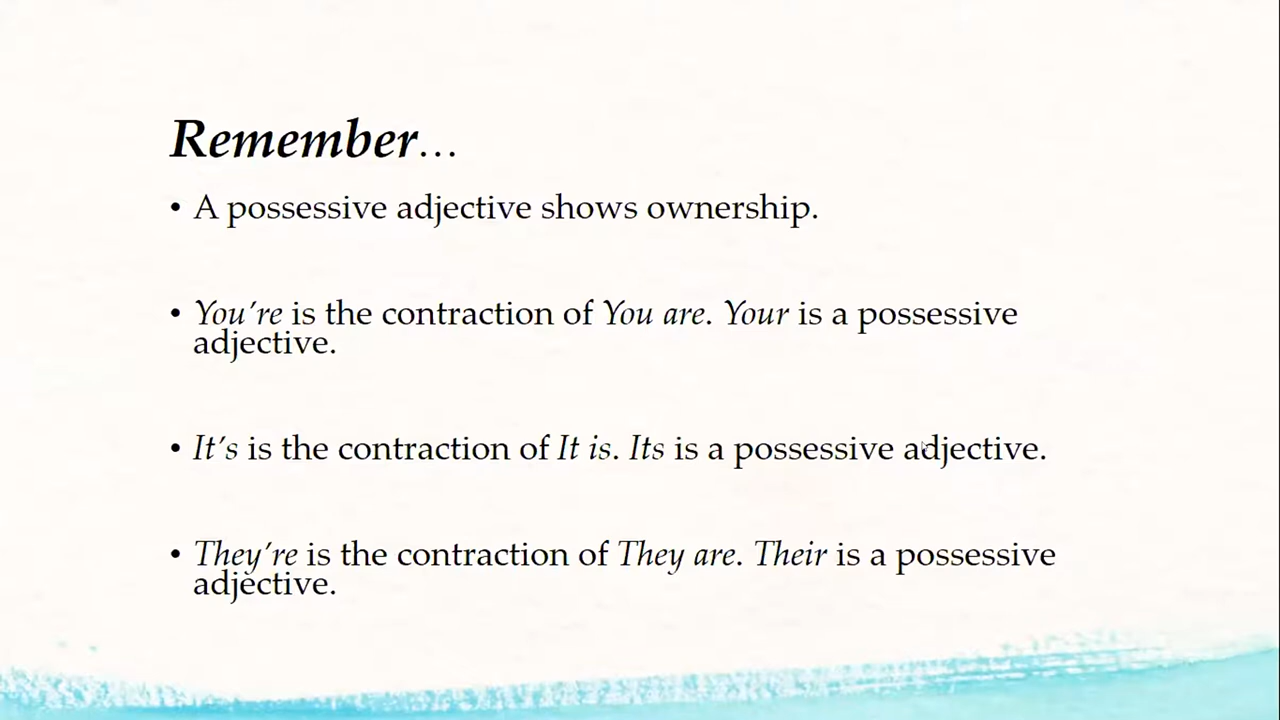 Remember…
• A possessive adjective shows ownership.
• You’re is the contraction of You are. Your is a possessive
adjective.
• It’s is the contraction of It is. Its is a possessive adjective.
• They’re is the contraction of They are. Their is a possessive
adjective.